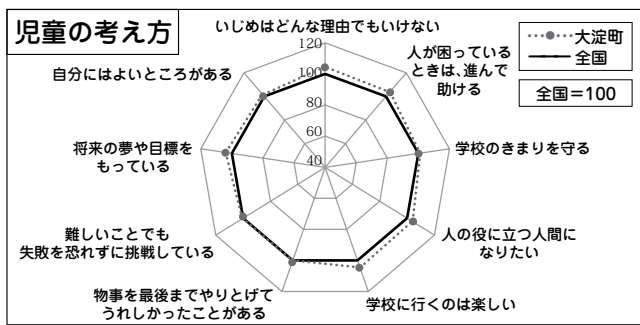 児童の考え方
いじめはどんな理由でもいけない
大淀町
全国
全国＝100
120
100
80
60
40
人が困っている
ときは、進んで
助ける
学校のきまりを守る
人の役に立つ人間に
なりたい
学校に行くのは楽しい
物事を最後までやりとげて
うれしかったことがある
難しいことでも
失敗を恐れずに挑戦している
将来の夢や目標を
もっている
自分にはよいところがある